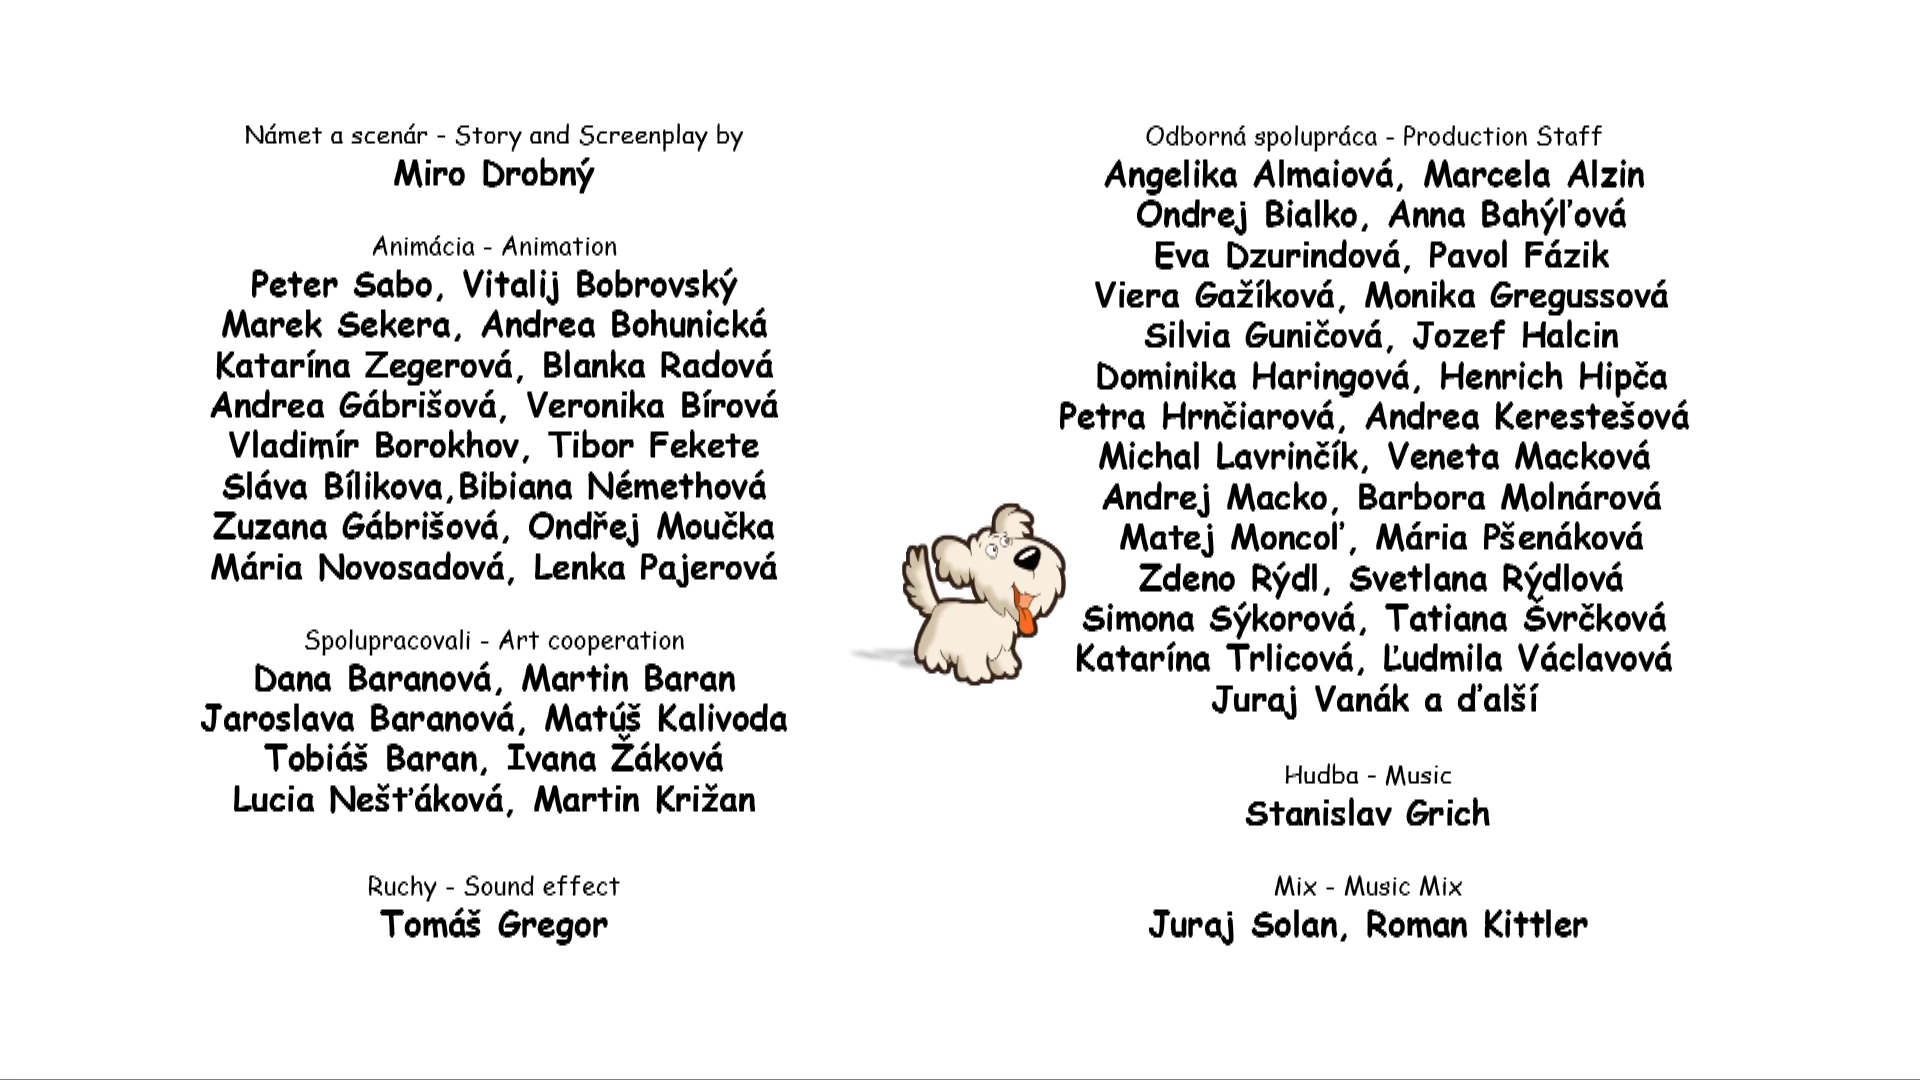 Námet a scenár - Story and Screenplay by
Miro Drobný
Animácia - Animation
Peter Sabo, Vitalij Bobrovský
Marek Sekera, Andrea Bohunická
Katarína Zegerová, Blanka Radová
Andrea Gábrišová, Veronika Bírová
Vladimír Borokhov, Tibor Fekete
Sláva Bílikova,Bibiana Némethová
Zuzana Gábrišová, Ondřej Moučka
Mária Novosadová, Lenka Pajerová
Spolupracovali - Art cooperation
Dana Baranová, Martin Baran
Jaroslava Baranová, Matúš Kalivoda
Tobiáš Baran, Ivana Žáková
Lucia Nešťáková, Martin Križan
Ruchy - Sound effect
Tomáš Gregor
Odborná spolupráca - Production Staff
Angelika Almaiová, Marcela Alzin
Ondrej Bialko, Anna Bahýľová
Eva Dzurindová, Pavol Fázik
Viera Gažíková, Monika Gregussová
Silvia Guničová, Jozef Halcin
Dominika Haringová, Henrich Hipča
Petra Hrnčiarová, Andrea Kerestešová
Michal Lavrinčík, Veneta Macková
Andrej Macko, Barbora Molnárová
Matej Moncoľ, Mária Pšenáková
Zdeno Rýdl, Svetlana Rýdlová
Simona Sýkorová, Tatiana Švrčková
Katarína Trlicová, Ľudmila Václavová
Juraj Vanák a ďalší
Hudba - Music
Stanislav Grich
Mix - Music Mix
Juraj Solan, Roman Kittler